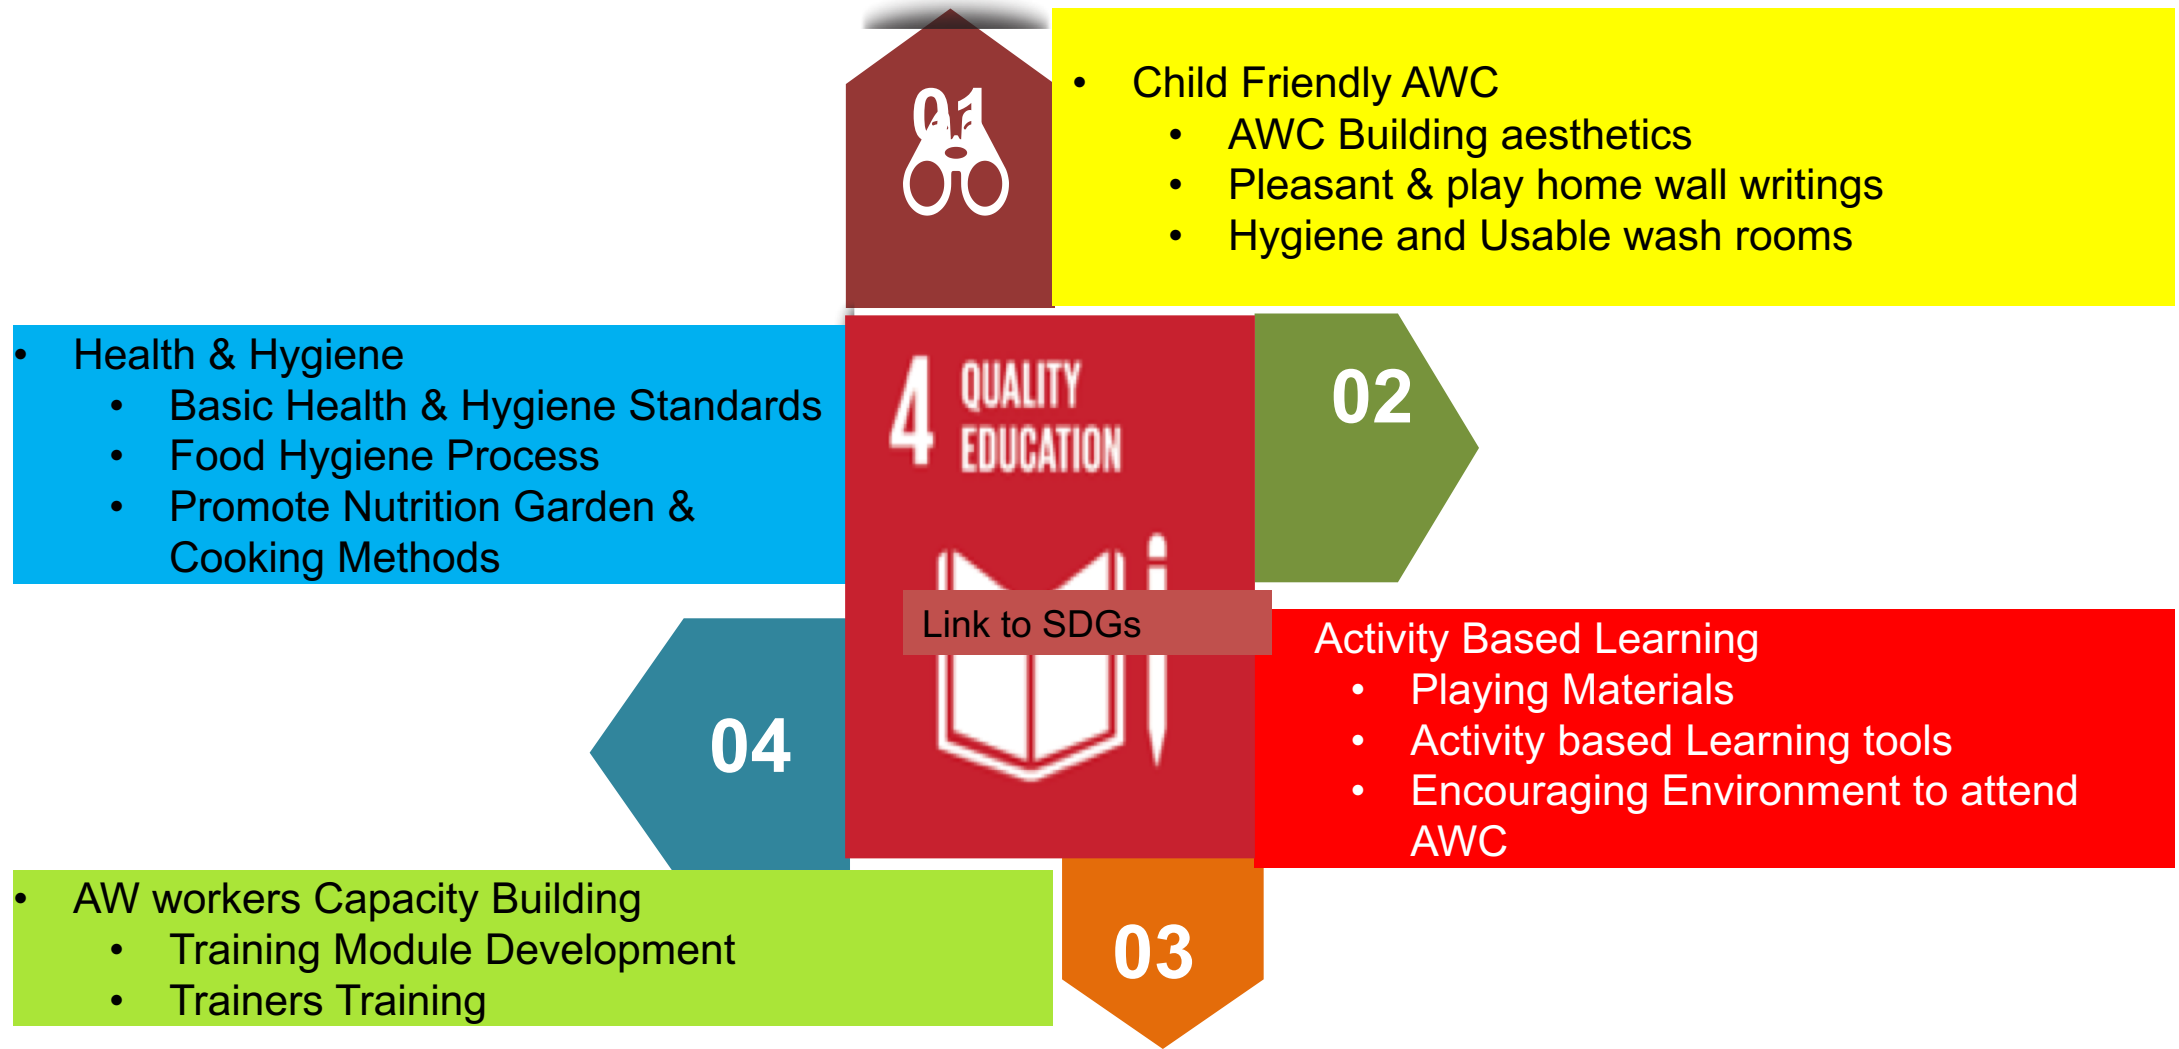 01
• Child Friendly AWC
• AWC Building aesthetics
• Pleasant & play home wall writings
• Hygiene and Usable wash rooms
• Health & Hygiene
• Basic Health & Hygiene Standards
• Food Hygiene Process
• Promote Nutrition Garden &
Cooking Methods
4 QUALITY
EDUCATION
Link to SDGs
02
Activity Based Learning
• Playing Materials
• Activity based Learning tools
• Encouraging Environment to attend
AWC
04
• AW workers Capacity Building
• Training Module Development
• Trainers Training
03